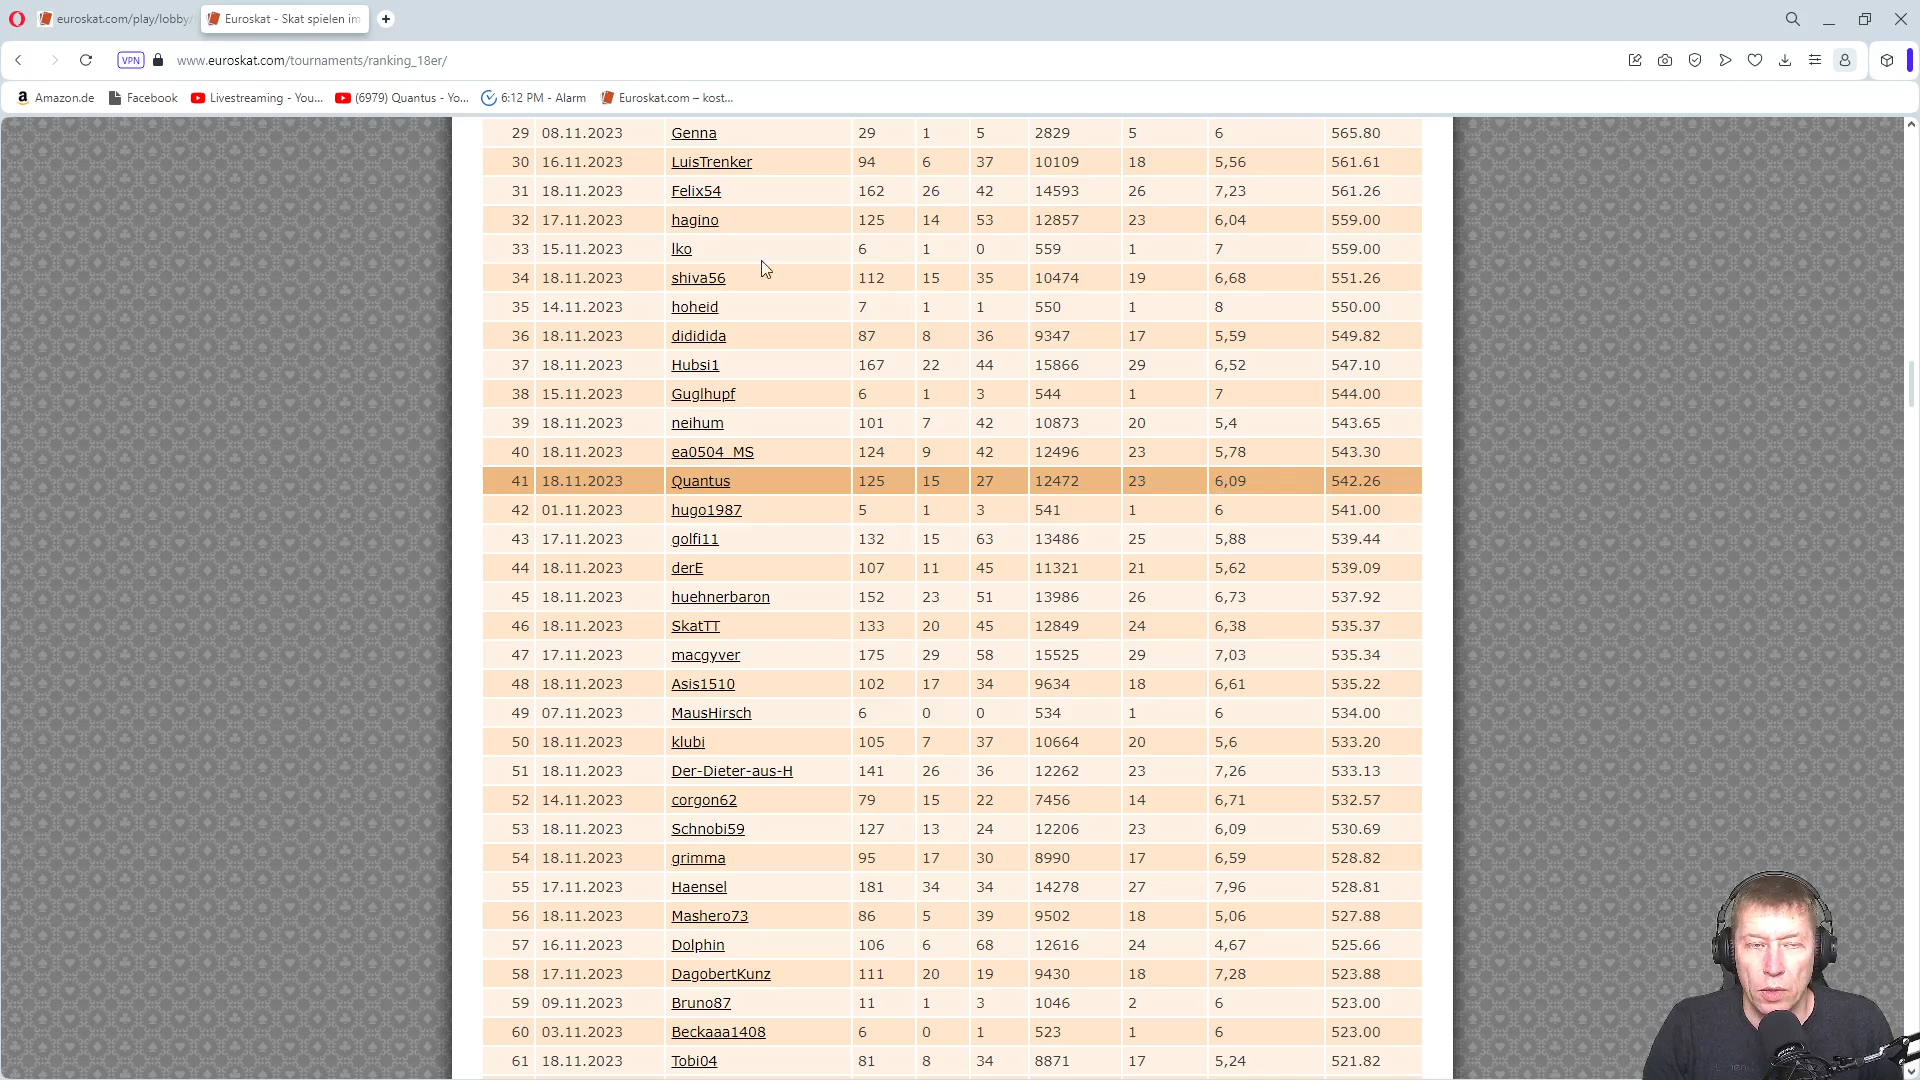 euroskat.com/play/lobby/
Euroskat - Skat spielen im
VPN
www.euroskat.com/tournaments/ranking_18er/
Amazon.de
Facebook
Livestreaming - You...
(6979) Quantus - Yo...
6:12 PM - Alarm
Euroskat.com – kost...
29 08.11.2023 Genna 29 1 5 2829 5 6 565.80
30 16.11.2023 LuisTrenker 94 6 37 10109 18 5,56 561.61
31 18.11.2023 Felix54 162 26 42 14593 26 7,23 561.26
32 17.11.2023 hagino 125 14 53 12857 23 6,04 559.00
33 15.11.2023 lko 6 1 0 559 1 7 559.00
34 18.11.2023 shiva56 112 15 35 10474 19 6,68 551.26
35 14.11.2023 hoheid 7 1 1 550 1 8 550.00
36 18.11.2023 dididida 87 8 36 9347 17 5,59 549.82
37 18.11.2023 Hubsi1 167 22 44 15866 29 6,52 547.10
38 15.11.2023 Guglhupf 6 1 3 544 1 7 544.00
39 18.11.2023 neihum 101 7 42 10873 20 5,4 543.65
40 18.11.2023 ea0504_MS 124 9 42 12496 23 5,78 543.30
41 18.11.2023 Quantus 125 15 27 12472 23 6,09 542.26
42 01.11.2023 hugo1987 5 1 3 541 1 6 541.00
43 17.11.2023 golfi11 132 15 63 13486 25 5,88 539.44
44 18.11.2023 derE 107 11 45 11321 21 5,62 539.09
45 18.11.2023 huehnerbaron 152 23 51 13986 26 6,73 537.92
46 18.11.2023 SkatTT 133 20 45 12849 24 6,38 535.37
47 17.11.2023 macgyver 175 29 58 15525 29 7,03 535.34
48 18.11.2023 Asis1510 102 17 34 9634 18 6,61 535.22
49 07.11.2023 MausHirsch 6 0 0 534 1 6 534.00
50 18.11.2023 klubi 105 7 37 10664 20 5,6 533.20
51 18.11.2023 Der-Dieter-aus-H 141 26 36 12262 23 7,26 533.13
52 14.11.2023 corgon62 79 15 22 7456 14 6,71 532.57
53 18.11.2023 Schnobi59 127 13 24 12206 23 6,09 530.69
54 18.11.2023 grimma 95 17 30 8990 17 6,59 528.82
55 17.11.2023 Haensel 181 34 34 14278 27 7,96 528.81
56 18.11.2023 Mashero73 86 5 39 9502 18 5,06 527.88
57 16.11.2023 Dolphin 106 6 68 12616 24 4,67 525.66
58 17.11.2023 DagobertKunz 111 20 19 9430 18 7,28 523.88
59 09.11.2023 Bruno87 11 1 3 1046 2 6 523.00
60 03.11.2023 Beckaaa1408 6 0 1 523 1 6 523.00
61 18.11.2023 Tobi04 81 8 34 8871 17 5,24 521.82